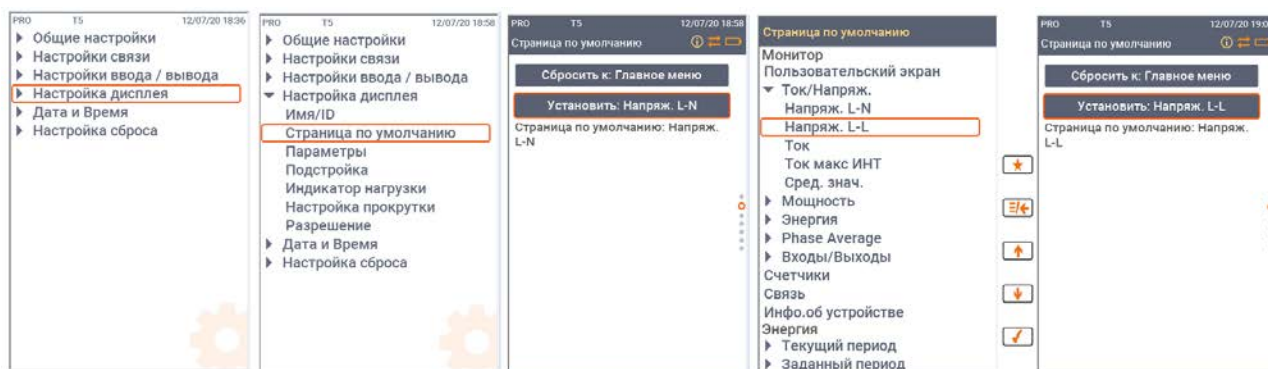 PRO T5 12/07/20 18:36
Общие настройки
Настройки связи
Настройки ввода / вывода
Настройка дисплея
Дата и Время
Настройка сброса
PRO T5 12/07/20 18:58
Общие настройки
Настройки связи
Настройки ввода / вывода
Настройка дисплея
Имя/ID
Страница по умолчанию
Параметры
Подстройка
Индикатор нагрузки
Настройка прокрутки
Разрешение
Дата и Время
Настройка сброса
PRO T5 12/07/20 18:58
Страница по умолчанию
Сбросить к: Главное меню
Установить: Напряж. L-N
Страница по умолчанию: Напряж.
L-N
Страница по умолчанию
Монитор
Пользовательский экран
Ток/Напряж.
Напряж. L-N
Напряж. L-L
Ток
Ток макс ИНТ
Сред. знач.
Мощность
Энергия
Phase Average
Входы/Выходы
Счетчики
Связь
Инфо.об устройстве
Энергия
Текущий период
Заданный период
PRO T5 12/07/20 19:0
Страница по умолчанию
Сбросить к: Главное меню
Установить: Напряж. L-L
Страница по умолчанию: Напряж.
L-L